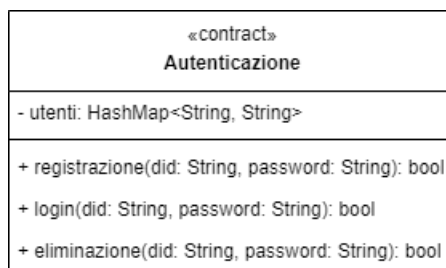 «contract»
Autenticazione
- utenti: HashMap<String, String>
+ registrazione(did: String, password: String): bool
+ login(did: String, password: String): bool
+ eliminazione(did: String, password: String): bool